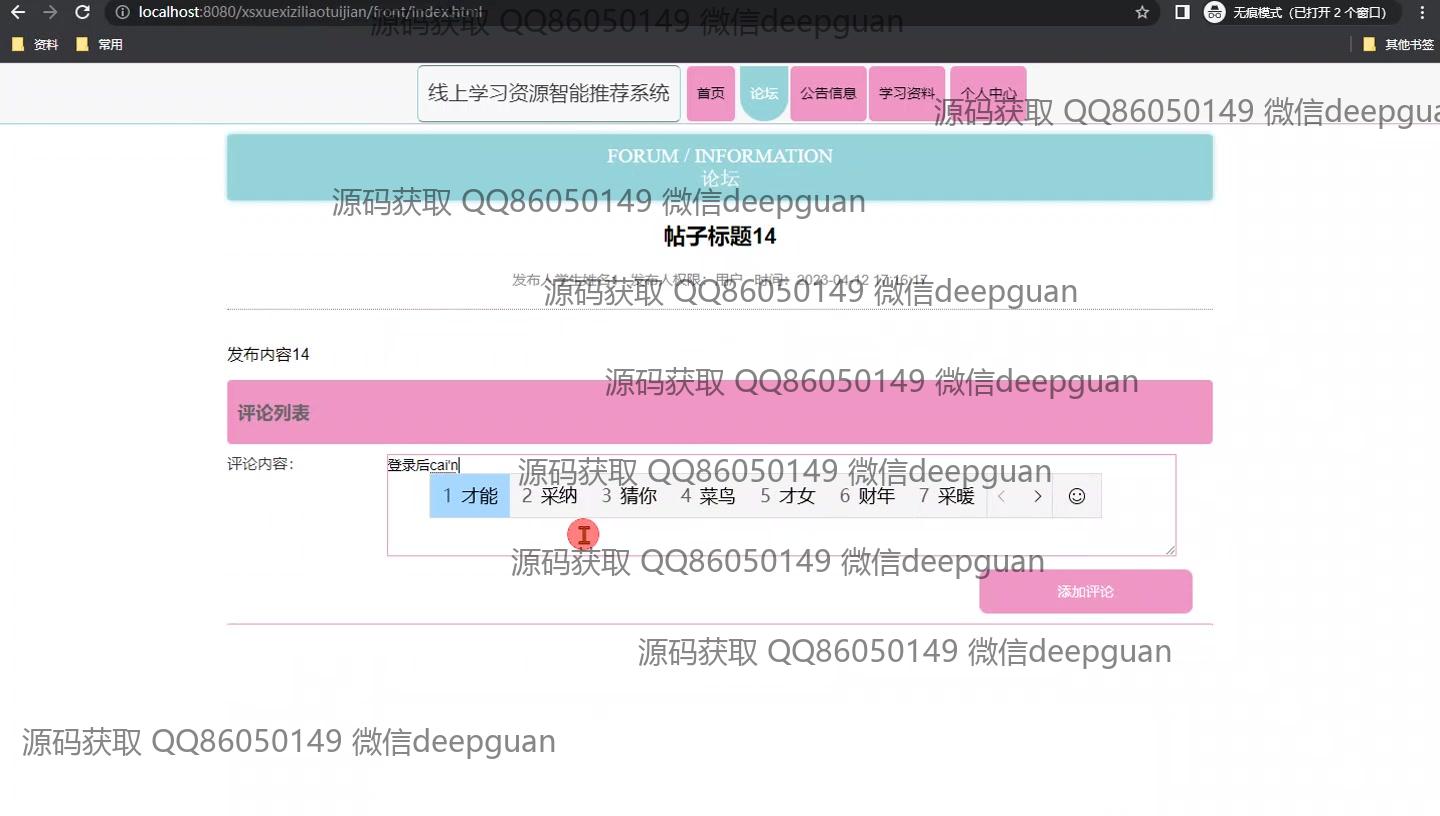 localhost:8080/xsxuexiziliaotuijian/front/index.html
无痕模式（已打开 2 个窗口）
资料 常用 其他书签
源码获取 QQ86050149 微信deepguan
线上学习资源智能推荐系统 首页 论坛 公告信息 学习资料 个人中心
源码获取 QQ86050149 微信deepgua
FORUM / INFORMATION
论坛
源码获取 QQ86050149 微信deepguan
帖子标题14
发布人学生姓名1 发布人权限：用户 时间：2023-04-12 17:16:17
源码获取 QQ86050149 微信deepguan
发布内容14
源码获取 QQ86050149 微信deepguan
评论列表
评论内容：
登录后cai'n
源码获取 QQ86050149 微信deepguan
1 才能 2 采纳 3 猜你 4 菜鸟 5 才女 6 财年 7 采暖
源码获取 QQ86050149 微信deepguan
添加评论
源码获取 QQ86050149 微信deepguan
源码获取 QQ86050149 微信deepguan